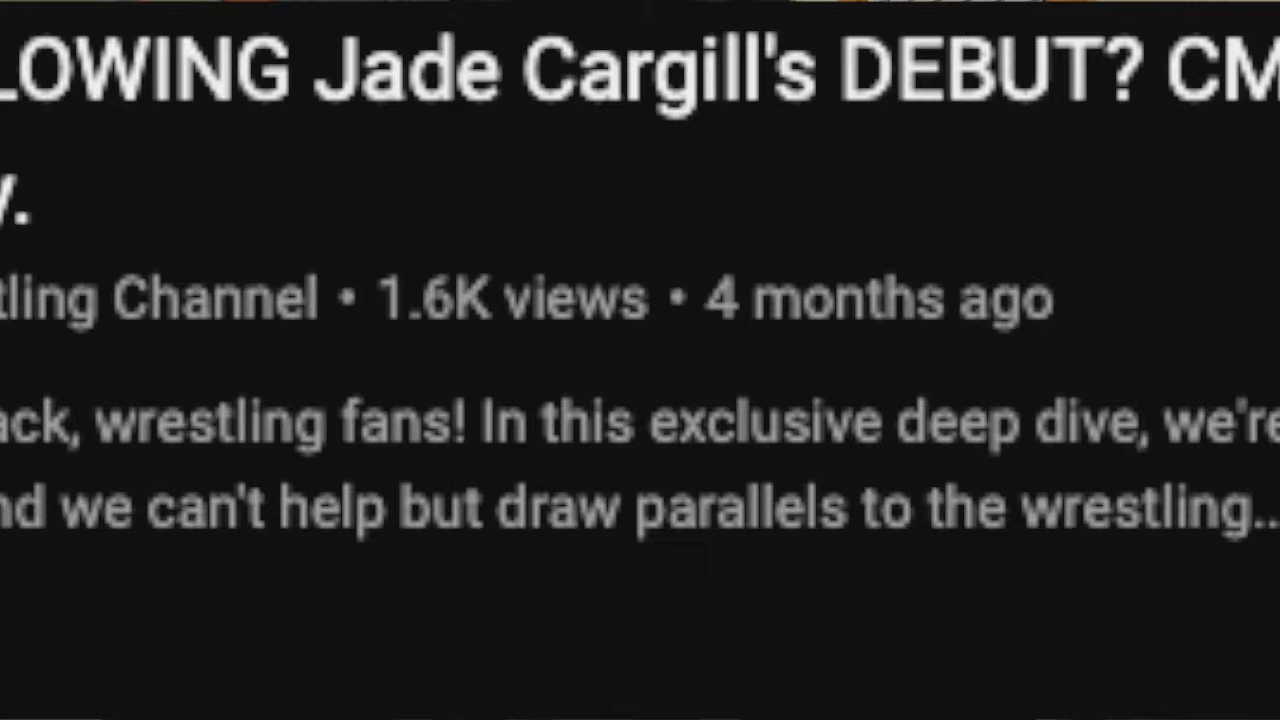 LOWING Jade Cargill's DEBUT? CM
y.
tling Channel • 1.6K views • 4 months ago
ack, wrestling fans! In this exclusive deep dive, we're
nd we can't help but draw parallels to the wrestling...